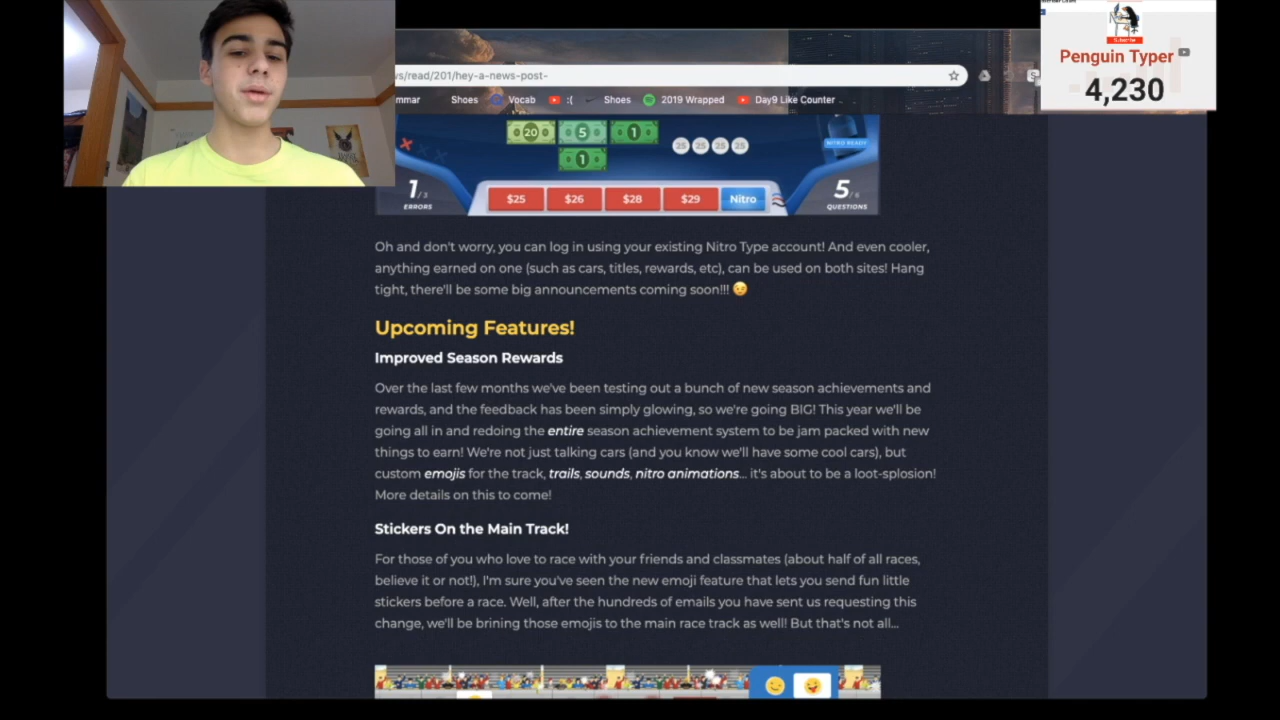 Penguin Typer
4,230
ws/read/201/hey-a-news-post-
mmar Shoes Vocab :( Shoes 2019 Wrapped Day9 Like Counter
20 5 1
1
25 25 25 25
NITRO READY
1/3
ERRORS
$25 $26 $28 $29 Nitro
5/6
QUESTIONS
Oh and don't worry, you can log in using your existing Nitro Type account! And even cooler,
anything earned on one (such as cars, titles, rewards, etc), can be used on both sites! Hang
tight, there'll be some big announcements coming soon!!! 😉
Upcoming Features!
Improved Season Rewards
Over the last few months we've been testing out a bunch of new season achievements and
rewards, and the feedback has been simply glowing, so we're going BIG! This year we'll be
going all in and redoing the entire season achievement system to be jam packed with new
things to earn! We're not just talking cars (and you know we'll have some cool cars), but
custom emojis for the track, trails, sounds, nitro animations... it's about to be a loot-splosion!
More details on this to come!
Stickers On the Main Track!
For those of you who love to race with your friends and classmates (about half of all races,
believe it or not!), I'm sure you've seen the new emoji feature that lets you send fun little
stickers before a race. Well, after the hundreds of emails you have sent us requesting this
change, we'll be brining those emojis to the main race track as well! But that's not all...